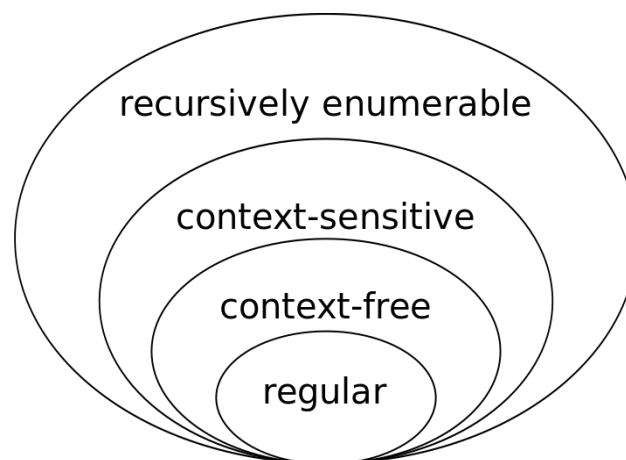 recursively enumerable
context-sensitive
context-free
regular